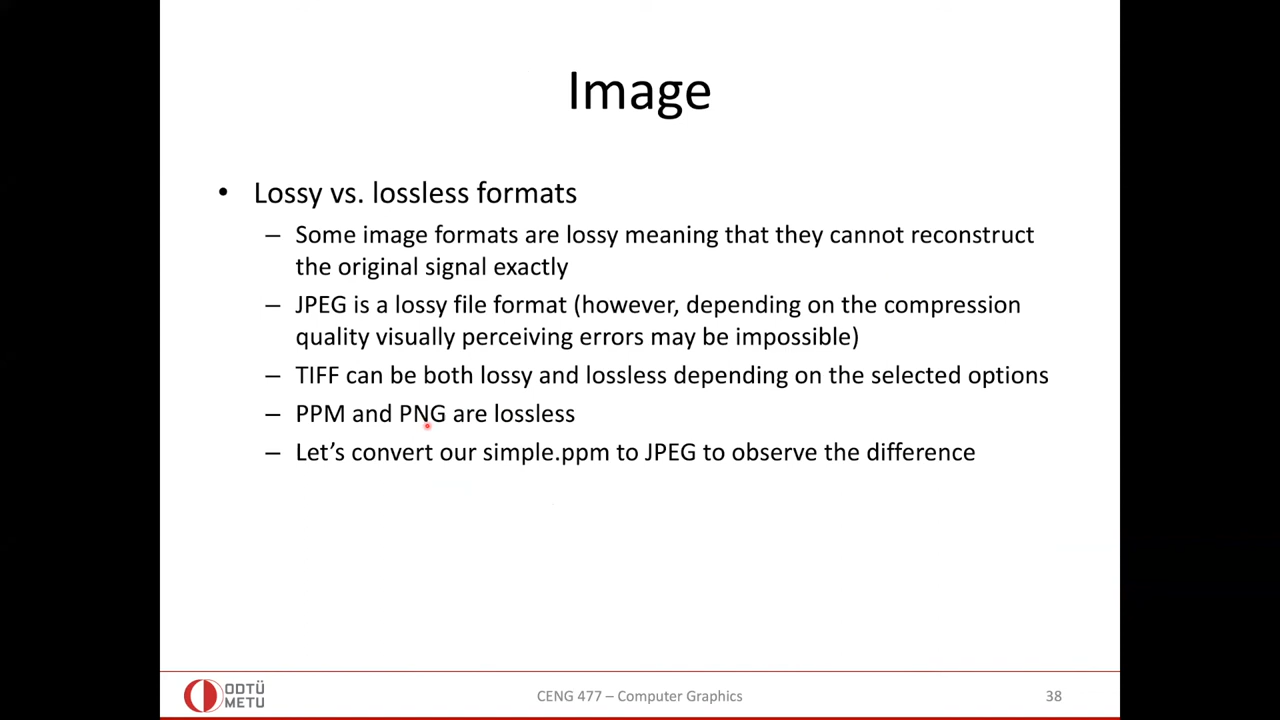 Image
• Lossy vs. lossless formats
– Some image formats are lossy meaning that they cannot reconstruct
the original signal exactly
– JPEG is a lossy file format (however, depending on the compression
quality visually perceiving errors may be impossible)
– TIFF can be both lossy and lossless depending on the selected options
– PPM and PNG are lossless
– Let’s convert our simple.ppm to JPEG to observe the difference
ODTÜ
METU
CENG 477 – Computer Graphics
38